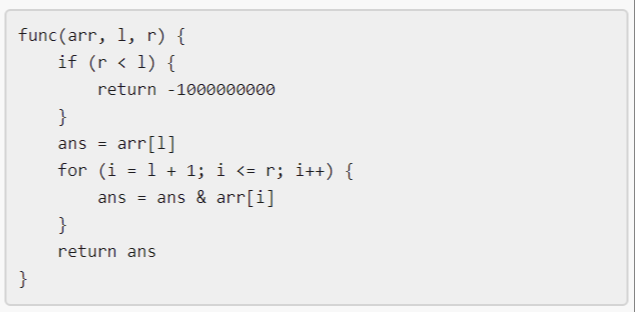 func(arr, l, r) {
    if (r < l) {
        return -1000000000
    }
    ans = arr[l]
    for (i = l + 1; i <= r; i++) {
        ans = ans & arr[i]
    }
    return ans
}